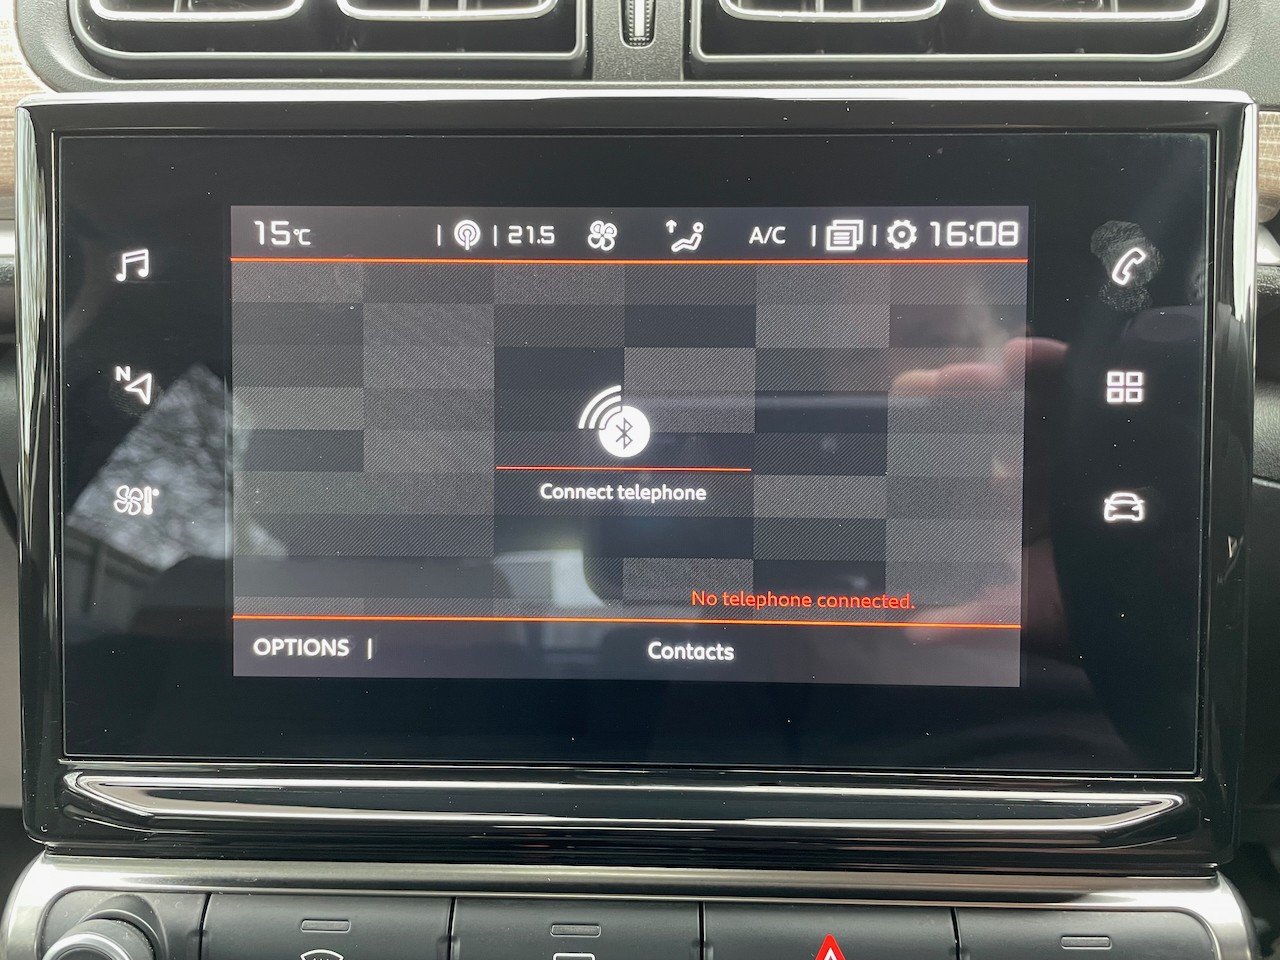 15°C | | 21.5 A/C | | 16:08
N
Connect telephone
No telephone connected.
OPTIONS | Contacts